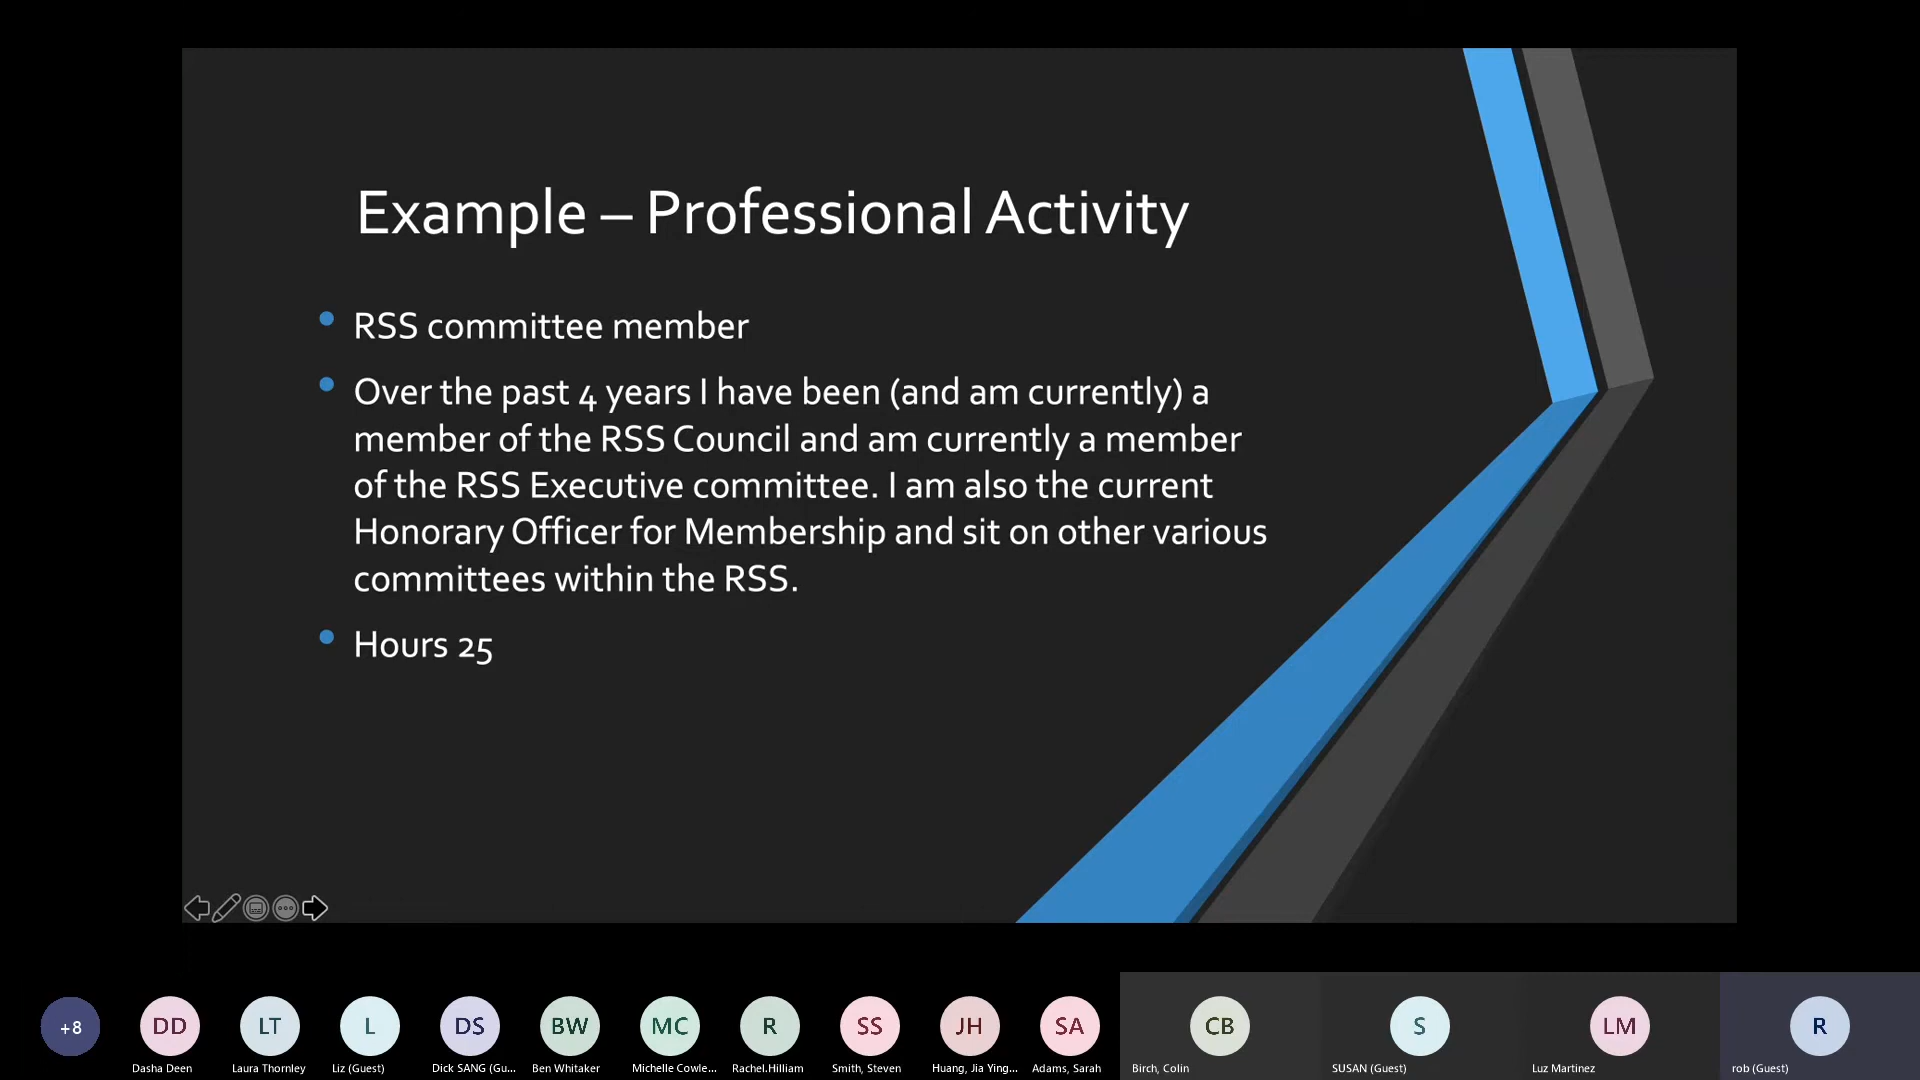 Example – Professional Activity
RSS committee member
Over the past 4 years I have been (and am currently) a
member of the RSS Council and am currently a member
of the RSS Executive committee. I am also the current
Honorary Officer for Membership and sit on other various
committees within the RSS.
Hours 25
+8
DD
LT
L
DS
BW
MC
R
SS
JH
SA
CB
S
LM
R
Dasha Deen
Laura Thornley
Liz (Guest)
Dick SANG (Gu...
Ben Whitaker
Michelle Cowle...
Rachel.Hilliam
Smith, Steven
Huang, Jia Ying...
Adams, Sarah
Birch, Colin
SUSAN (Guest)
Luz Martinez
rob (Guest)